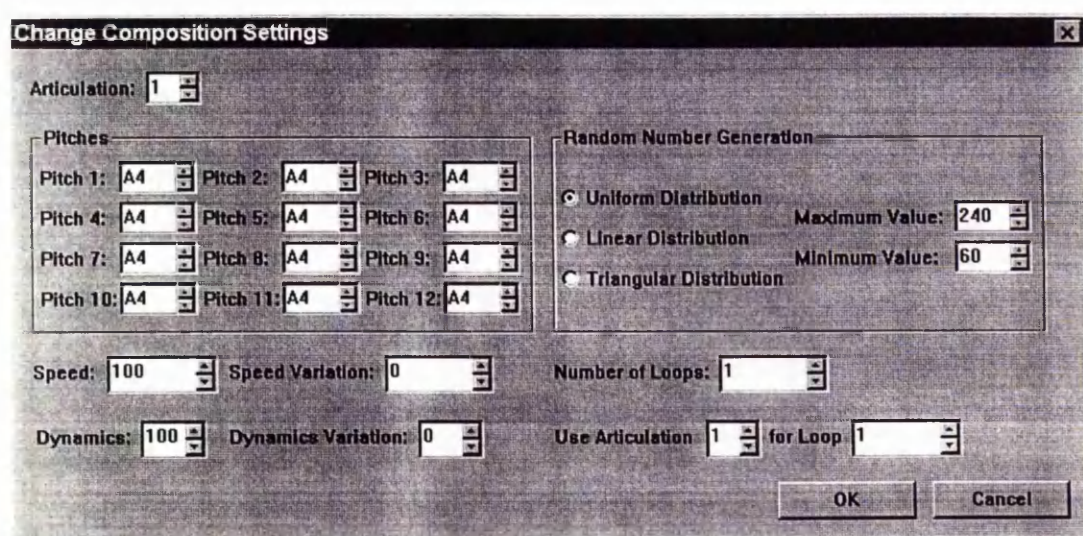 Change Composition Settings
Articulation: 1
Pitches
Pitch 1: A4 Pitch 2: A4 Pitch 3: A4
Pitch 4: A4 Pitch 5: A4 Pitch 6: A4
Pitch 7: A4 Pitch 8: A4 Pitch 9: A4
Pitch 10: A4 Pitch 11: A4 Pitch 12: A4
Random Number Generation
Uniform Distribution
Linear Distribution
Triangular Distribution
Maximum Value: 240
Minimum Value: 60
Speed: 100 Speed Variation: 0 Number of Loops: 1
Dynamics: 100 Dynamics Variation: 0 Use Articulation 1 for Loop 1
OK Cancel